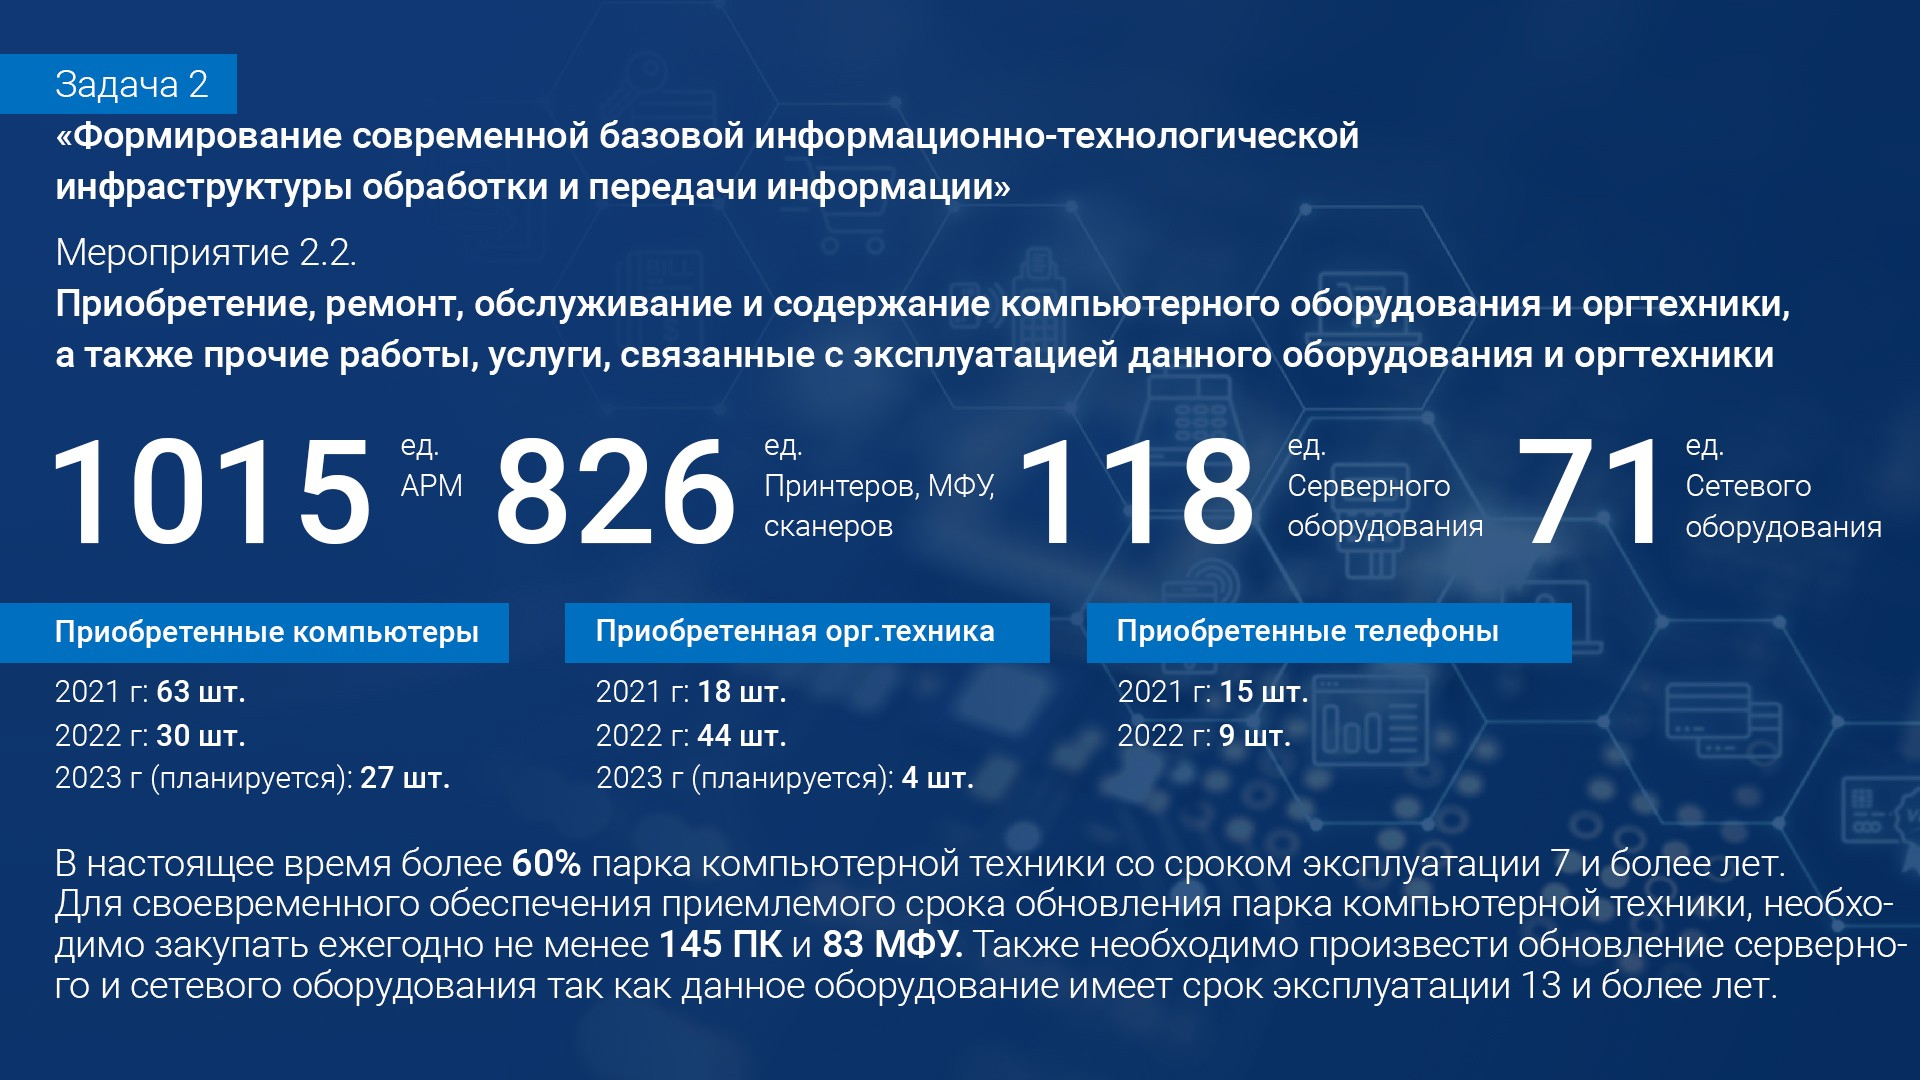 Задача 2
«Формирование современной базовой информационно-технологической
инфраструктуры обработки и передачи информации»
Мероприятие 2.2.
Приобретение, ремонт, обслуживание и содержание компьютерного оборудования и оргтехники,
а также прочие работы, услуги, связанные с эксплуатацией данного оборудования и оргтехники
1015 ед. АРМ
826 ед. Принтеров, МФУ, сканеров
118 ед. Серверного оборудования
71 ед. Сетевого оборудования
Приобретенные компьютеры
2021 г: 63 шт.
2022 г: 30 шт.
2023 г (планируется): 27 шт.
Приобретенная орг.техника
2021 г: 18 шт.
2022 г: 44 шт.
2023 г (планируется): 4 шт.
Приобретенные телефоны
2021 г: 15 шт.
2022 г: 9 шт.
В настоящее время более 60% парка компьютерной техники со сроком эксплуатации 7 и более лет.
Для своевременного обеспечения приемлемого срока обновления парка компьютерной техники, необхо-
димо закупать ежегодно не менее 145 ПК и 83 МФУ. Также необходимо произвести обновление серверно-
го и сетевого оборудования так как данное оборудование имеет срок эксплуатации 13 и более лет.
BILL